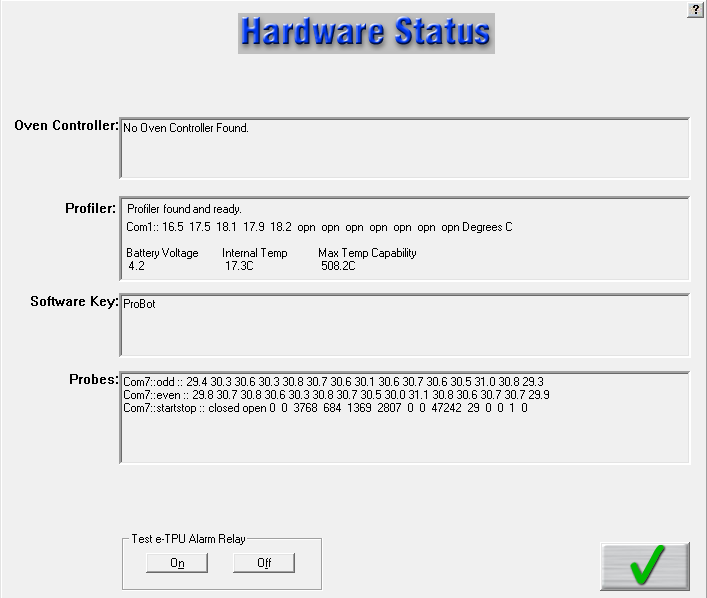 ?
Hardware Status
Oven Controller: No Oven Controller Found.
Profiler: Profiler found and ready.
Com1:: 16.5 17.5 18.1 17.9 18.2 opn opn opn opn opn opn opn Degrees C
Battery Voltage Internal Temp Max Temp Capability
4.2 17.3C 508.2C
Software Key: ProBot
Probes: Com7::odd :: 29.4 30.3 30.6 30.3 30.8 30.7 30.6 30.1 30.6 30.7 30.6 30.5 31.0 30.8 29.3
Com7::even :: 29.8 30.7 30.8 30.6 30.3 30.8 30.7 30.5 30.0 31.1 30.8 30.6 30.7 30.7 29.9
Com7::startstop :: closed open 0 0 3768 684 1369 2807 0 0 47242 29 0 0 1 0
Test e-TPU Alarm Relay
On Off